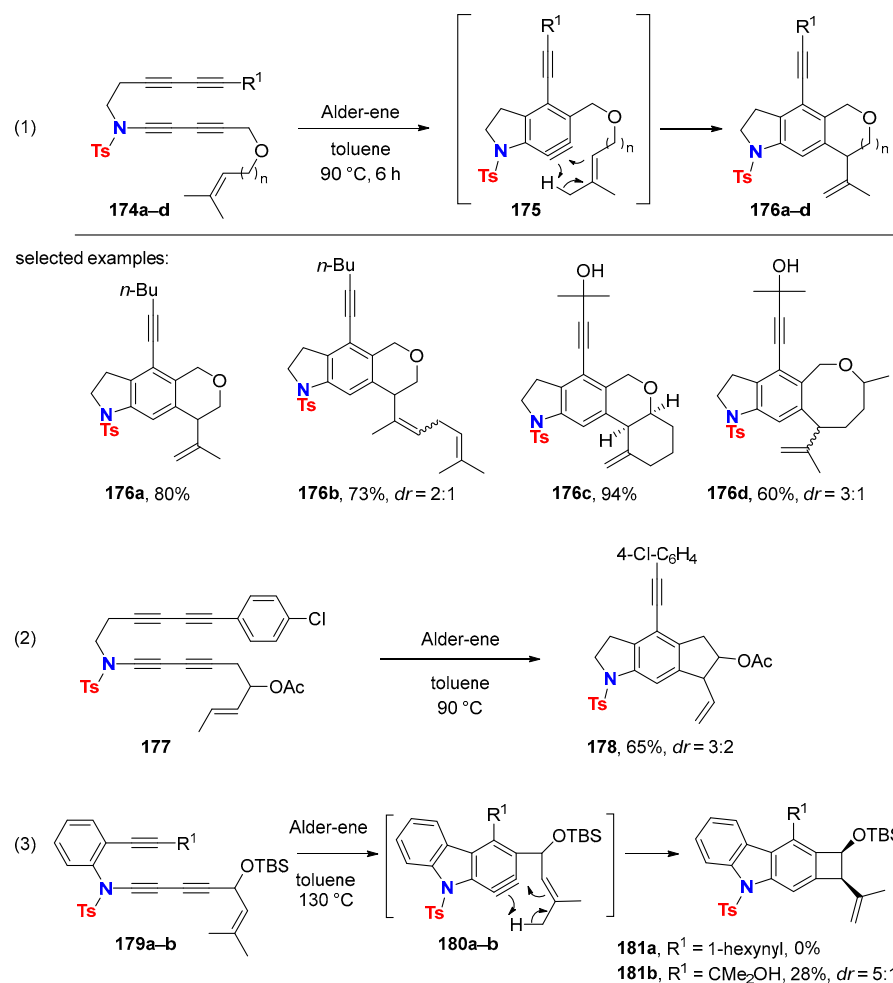 (1)
R¹
N
Ts
O
n
174a–d
Alder-ene
toluene
90 °C, 6 h
R¹
O
n
N
Ts
H
175
R¹
O
n
N
Ts
176a–d
selected examples:
n-Bu
O
N
Ts
176a, 80%
n-Bu
O
N
Ts
176b, 73%, dr = 2:1
OH
O
H
H
N
Ts
176c, 94%
OH
O
N
Ts
176d, 60%, dr = 3:1
(2)
Cl
N
Ts
OAc
177
Alder-ene
toluene
90 °C
4-Cl-C₆H₄
OAc
N
Ts
178, 65%, dr = 3:2
(3)
R¹
OTBS
N
Ts
179a–b
Alder-ene
toluene
130 °C
R¹
OTBS
N
Ts
H
180a–b
R¹
OTBS
N
Ts
181a, R¹ = 1-hexynyl, 0%
181b, R¹ = CMe₂OH, 28%, dr = 5:1